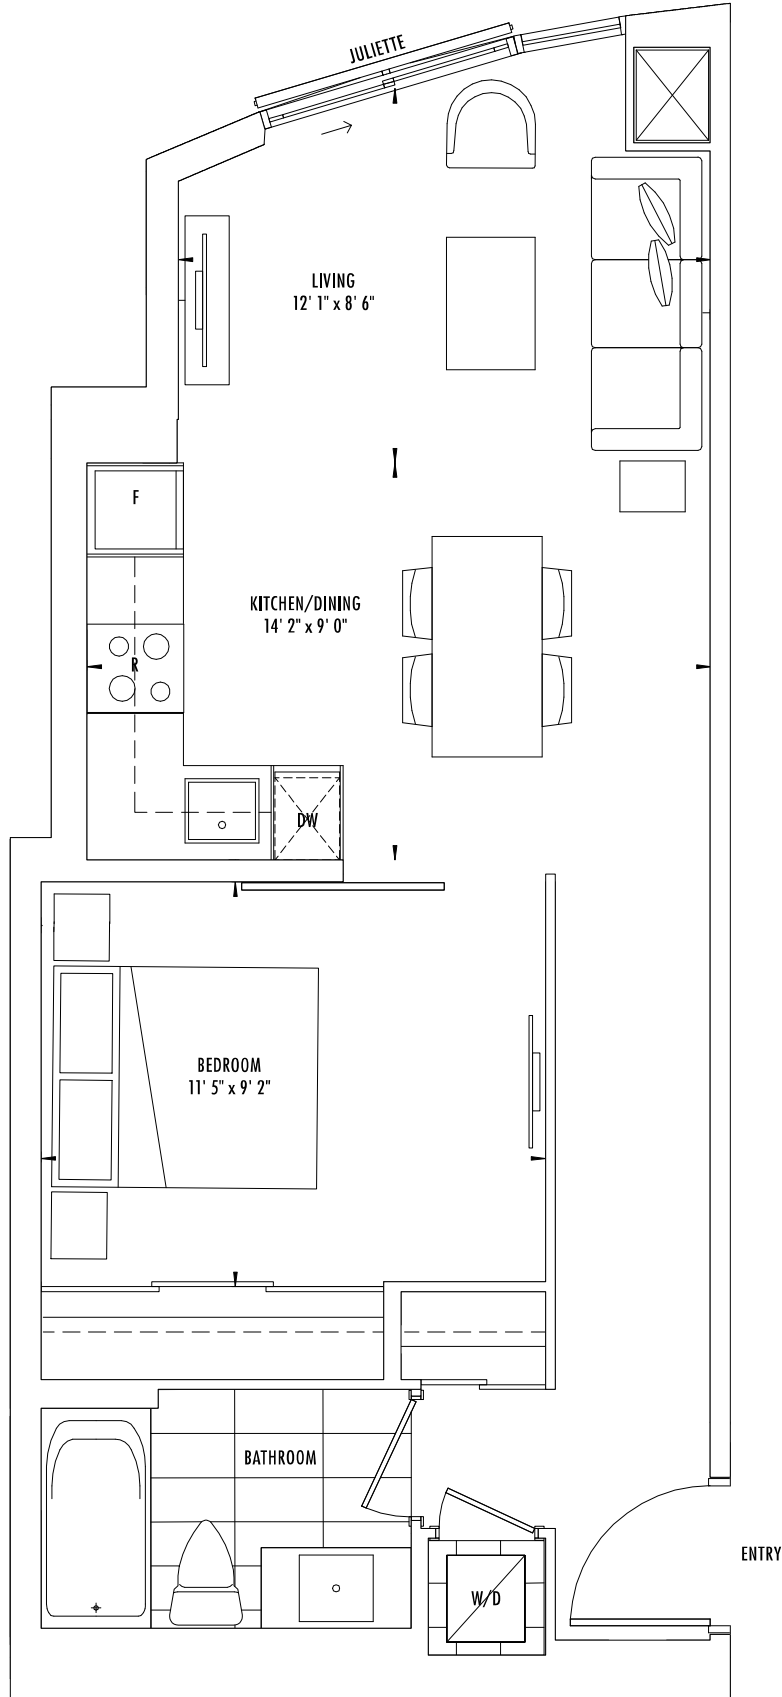 JULIETTE
LIVING
12' 1" x 8' 6"
F
KITCHEN/DINING
14' 2" x 9' 0"
R
DW
BEDROOM
11' 5" x 9' 2"
BATHROOM
ENTRY
W/D